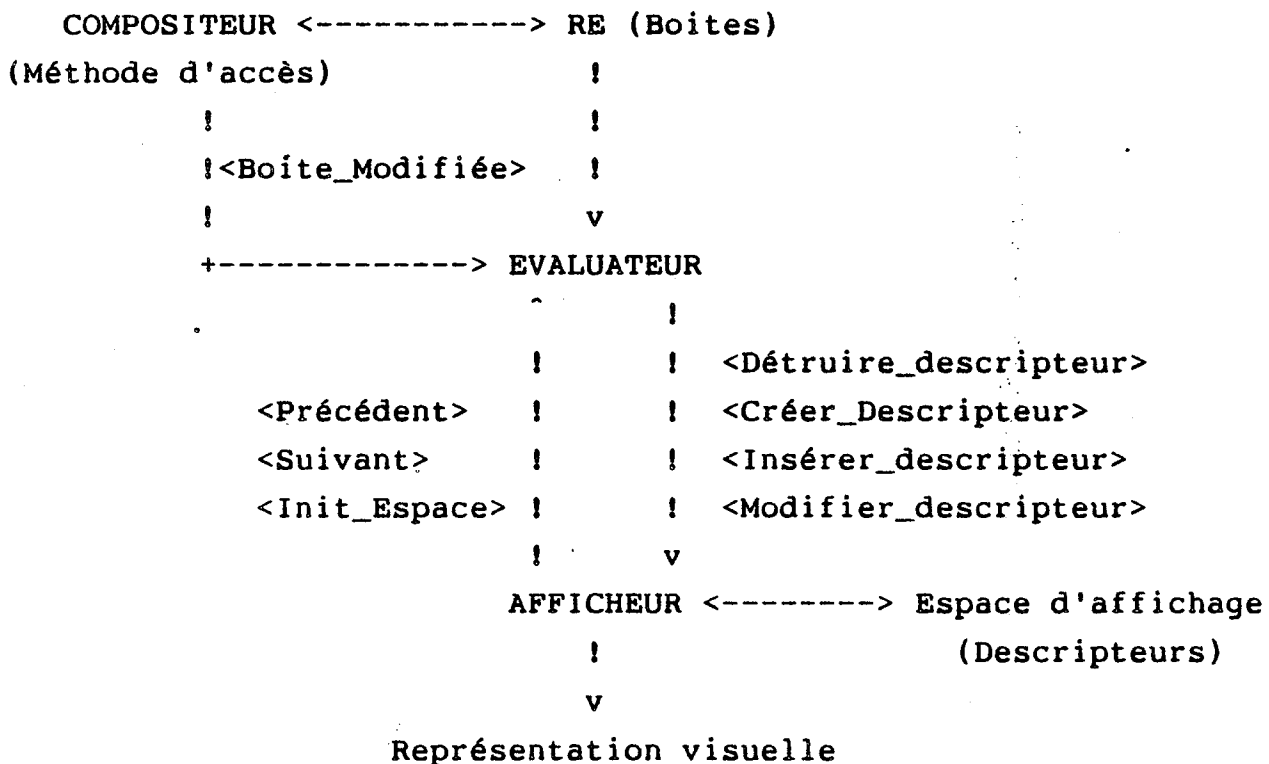 COMPOSITEUR <-----------> RE (Boites)
(Méthode d'accès) !
! !
!<Boîte_Modifiée> !
! v
+-------------> EVALUATEUR
^ !
! ! <Détruire_descripteur>
<Précédent> ! ! <Créer_Descripteur>
<Suivant> ! ! <Insérer_descripteur>
<Init_Espace> ! ! <Modifier_descripteur>
! v
AFFICHEUR <--------> Espace d'affichage
! (Descripteurs)
v
Représentation visuelle